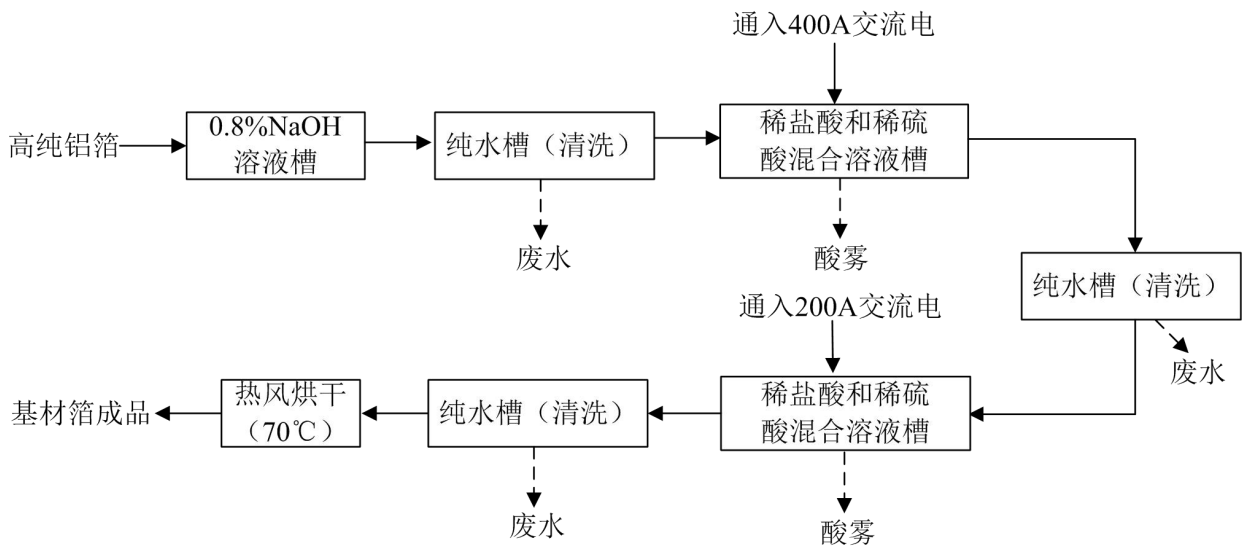 通入400A交流电
高纯铝箔
0.8%NaOH
溶液槽
纯水槽（清洗）
稀盐酸和稀硫
酸混合溶液槽
废水
酸雾
纯水槽（清洗）
废水
通入200A交流电
稀盐酸和稀硫
酸混合溶液槽
酸雾
纯水槽（清洗）
废水
热风烘干
（70℃）
基材箔成品